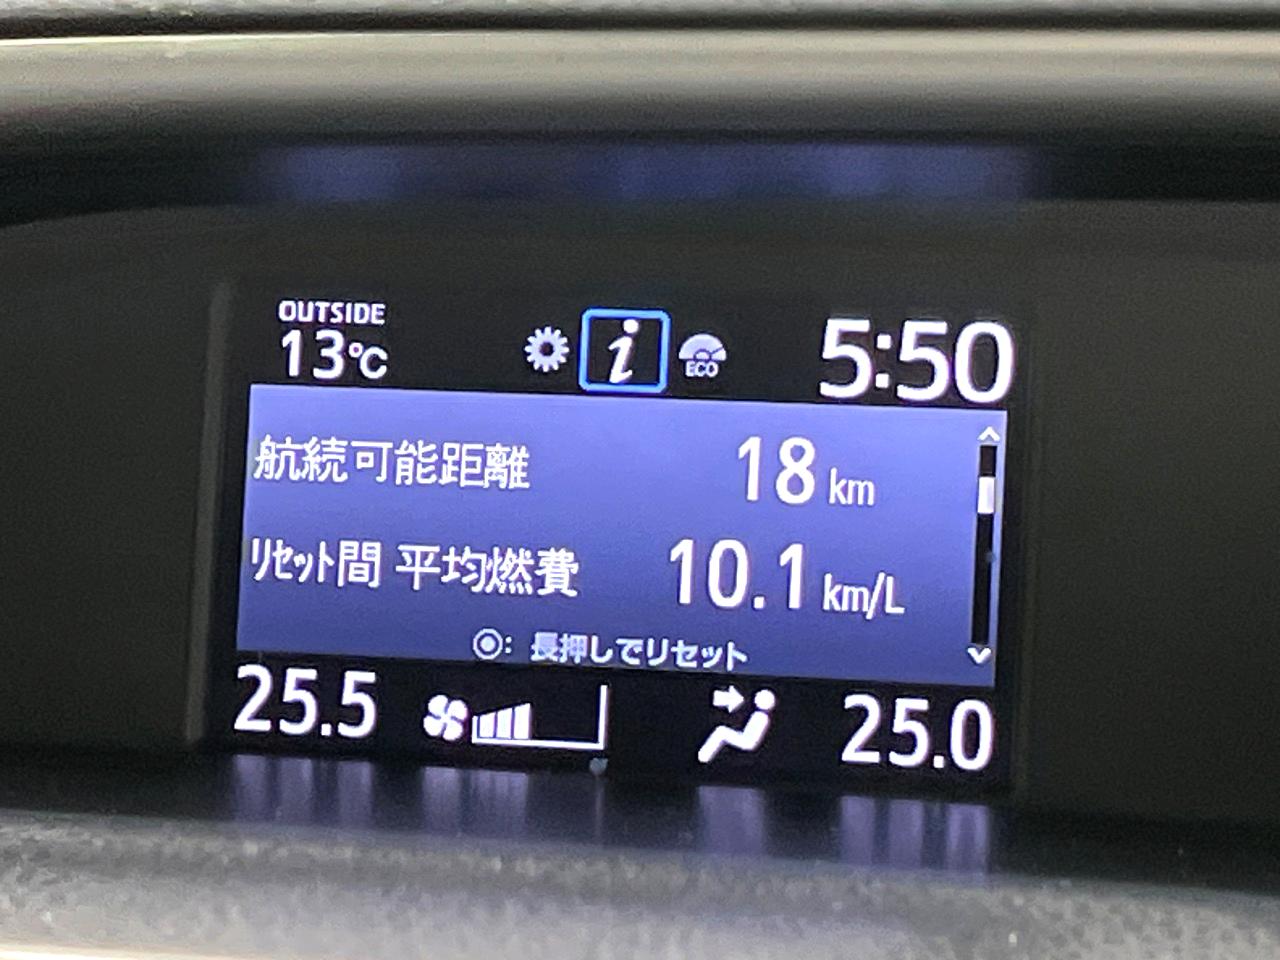 OUTSIDE
13℃
i
ECO
5:50
航続可能距離 18 km
リセット間 平均燃費 10.1 km/L
◉: 長押しでリセット
25.5
25.0